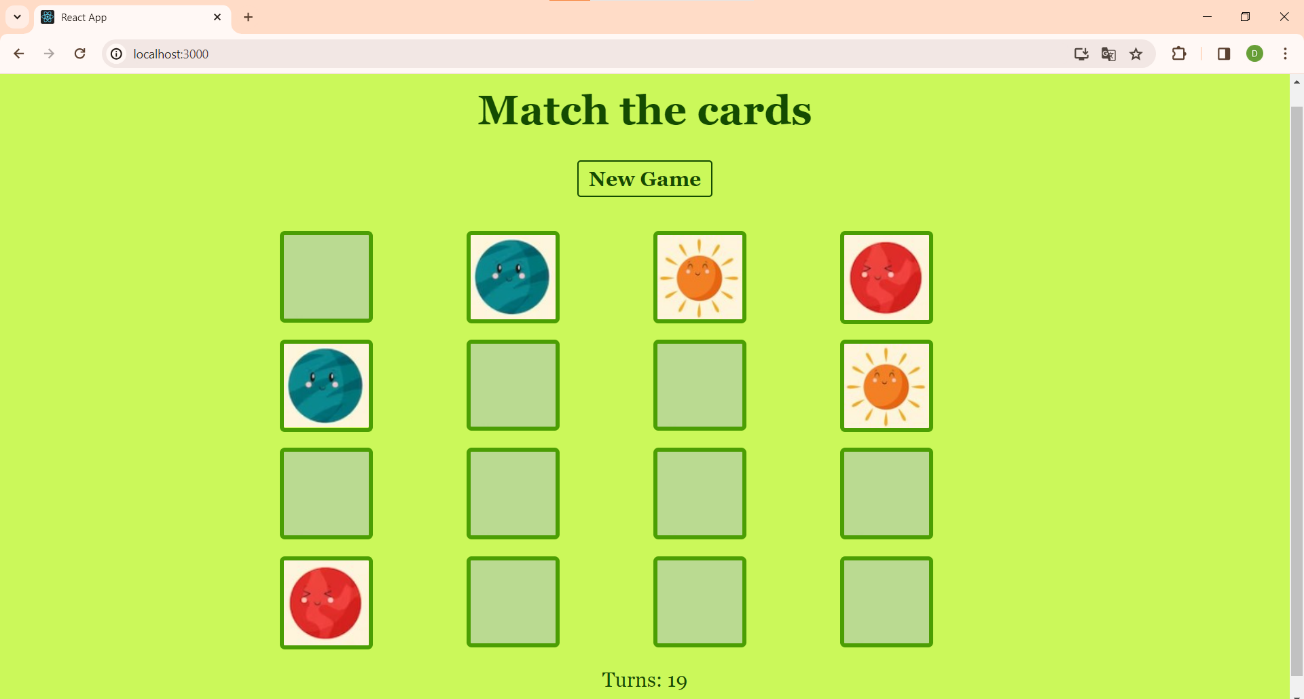 React App
localhost:3000
D
Match the cards
New Game
Turns: 19